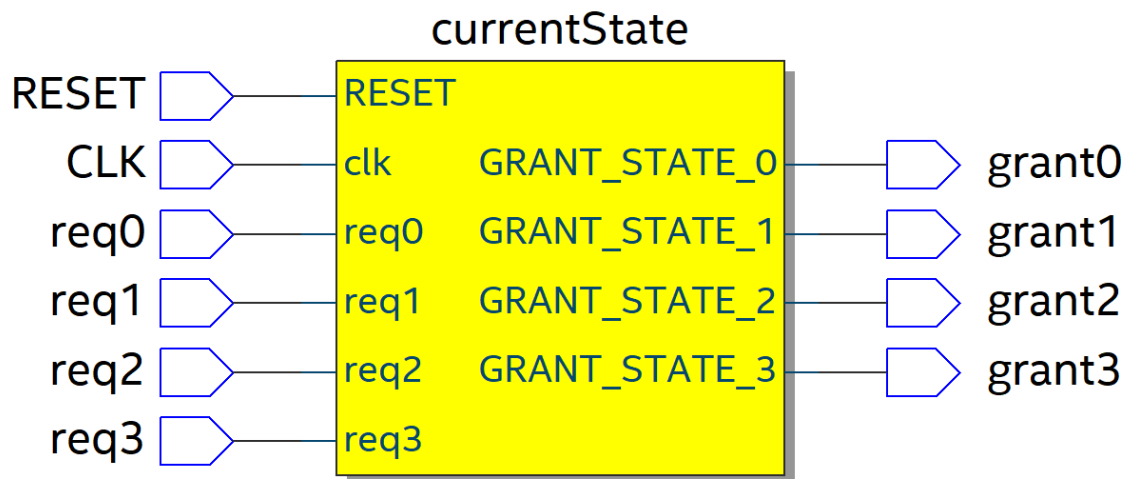 currentState
RESET RESET
CLK clk GRANT_STATE_0 grant0
req0 req0 GRANT_STATE_1 grant1
req1 req1 GRANT_STATE_2 grant2
req2 req2 GRANT_STATE_3 grant3
req3 req3